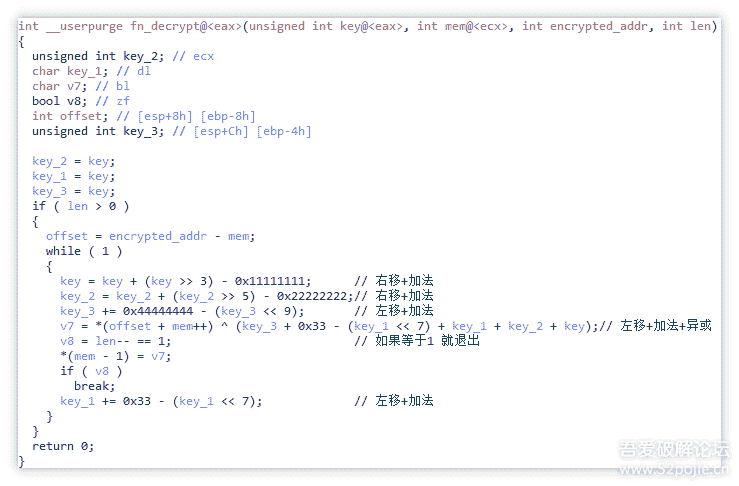 int __userpurge fn_decrypt@<eax>(unsigned int key@<eax>, int mem@<ecx>, int encrypted_addr, int len)
{
  unsigned int key_2; // ecx
  char key_1; // dl
  char v7; // bl
  bool v8; // zf
  int offset; // [esp+8h] [ebp-8h]
  unsigned int key_3; // [esp+Ch] [ebp-4h]

  key_2 = key;
  key_1 = key;
  key_3 = key;
  if ( len > 0 )
  {
    offset = encrypted_addr - mem;
    while ( 1 )
    {
      key = key + (key >> 3) - 0x11111111;      // 右移+加法
      key_2 = key_2 + (key_2 >> 5) - 0x22222222;// 右移+加法
      key_3 += 0x44444444 - (key_3 << 9);       // 左移+加法
      v7 = *(offset + mem++) ^ (key_3 + 0x33 - (key_1 << 7) + key_1 + key_2 + key);// 左移+加法+异或
      v8 = len-- == 1;                          // 如果等于1 就退出
      *(mem - 1) = v7;
      if ( v8 )
        break;
      key_1 += 0x33 - (key_1 << 7);             // 左移+加法
    }
  }
  return 0;
}
吾爱破解论坛
www.52pojie.cn